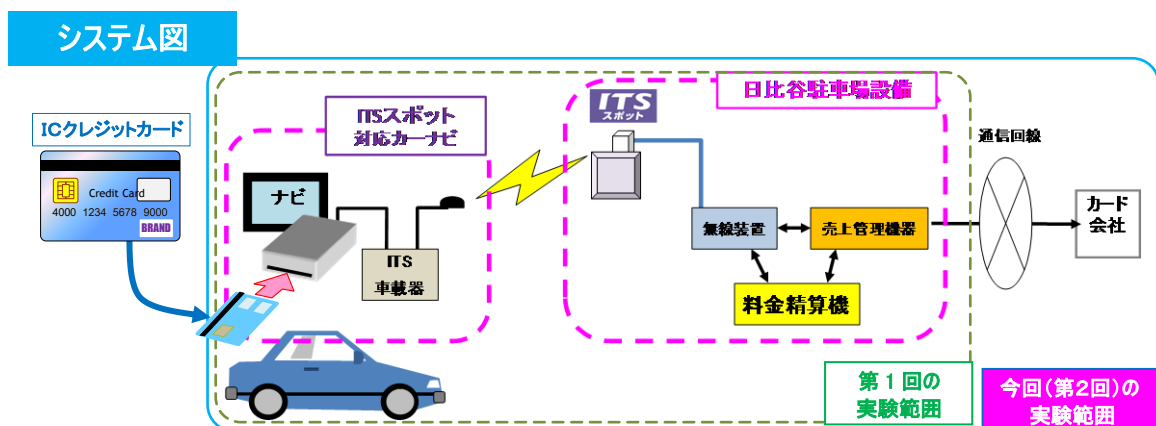 システム図
ICクレジットカード
Credit Card
4000 1234 5678 9000
BRAND
ITSスポット
対応カーナビ
ナビ
ITS
車載器
ITS
スポット
日比谷駐車場設備
無線装置
売上管理機器
料金精算機
通信回線
カード
会社
第1回の
実験範囲
今回(第2回)の
実験範囲